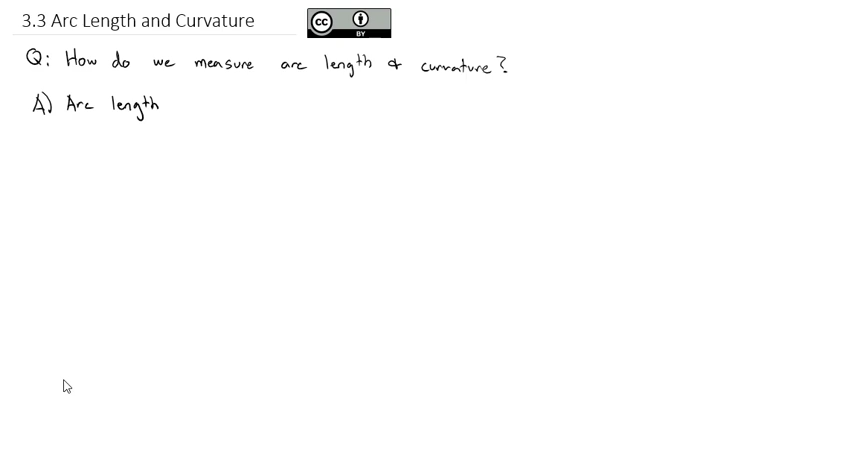 3.3 Arc Length and Curvature
cc BY
Q: How do we measure arc length & curvature?
A) Arc length